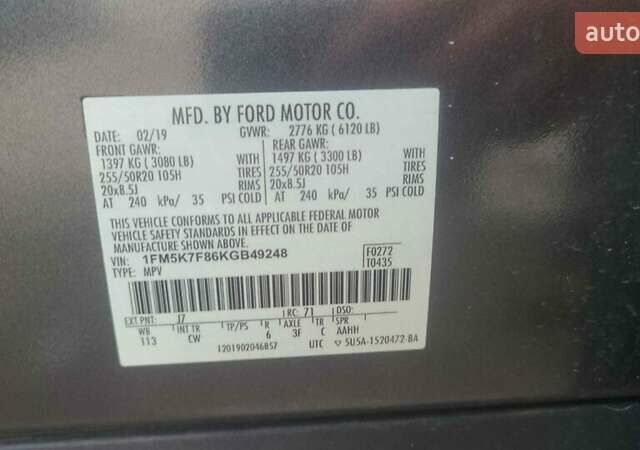 auto
MFD. BY FORD MOTOR CO.
DATE: 02/19 GVWR: 2776 KG ( 6120 LB)
FRONT GAWR: REAR GAWR:
1397 KG ( 3080 LB) WITH 1497 KG ( 3300 LB) WITH
255/50R20 105H TIRES 255/50R20 105H TIRES
20x8.5J RIMS 20x8.5J RIMS
AT 240 kPa/ 35 PSI COLD AT 240 kPa/ 35 PSI COLD
THIS VEHICLE CONFORMS TO ALL APPLICABLE FEDERAL MOTOR
VEHICLE SAFETY STANDARDS IN EFFECT ON THE DATE OF
MANUFACTURE SHOWN ABOVE.
VIN: 1FM5K7F86KGB49248 F0272
TYPE: MPV T0435
EXT PNT: J7 RC: 71 DSO:
WB INT TR TP/PS R AXLE TR SPR
113 CW 6 3F C AAHH
1201902046857 UTC ▽ 5U5A-1520472-BA